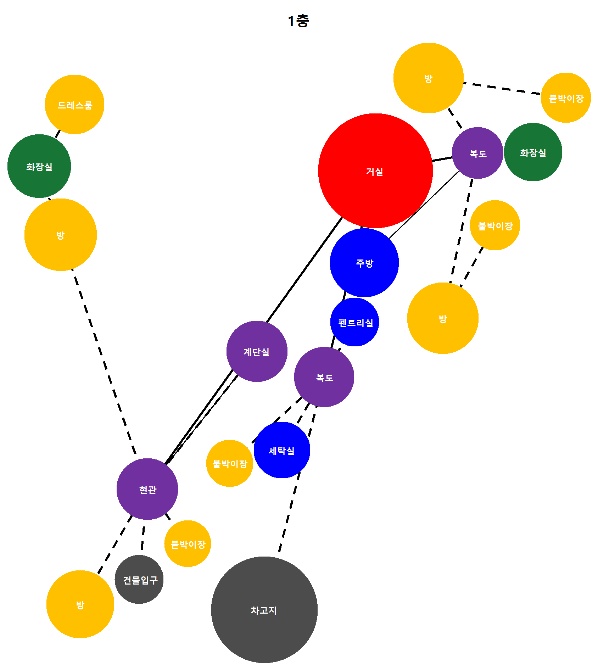 1층
방
붙박이장
드레스룸
복도
화장실
화장실
거실
방
붙박이장
주방
방
펜트리실
계단실
복도
세탁실
붙박이장
현관
붙박이장
건물입구
방
차고지